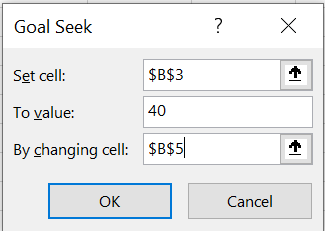 Goal Seek ?
Set cell: $B$3
To value: 40
By changing cell: $B$5
OK Cancel